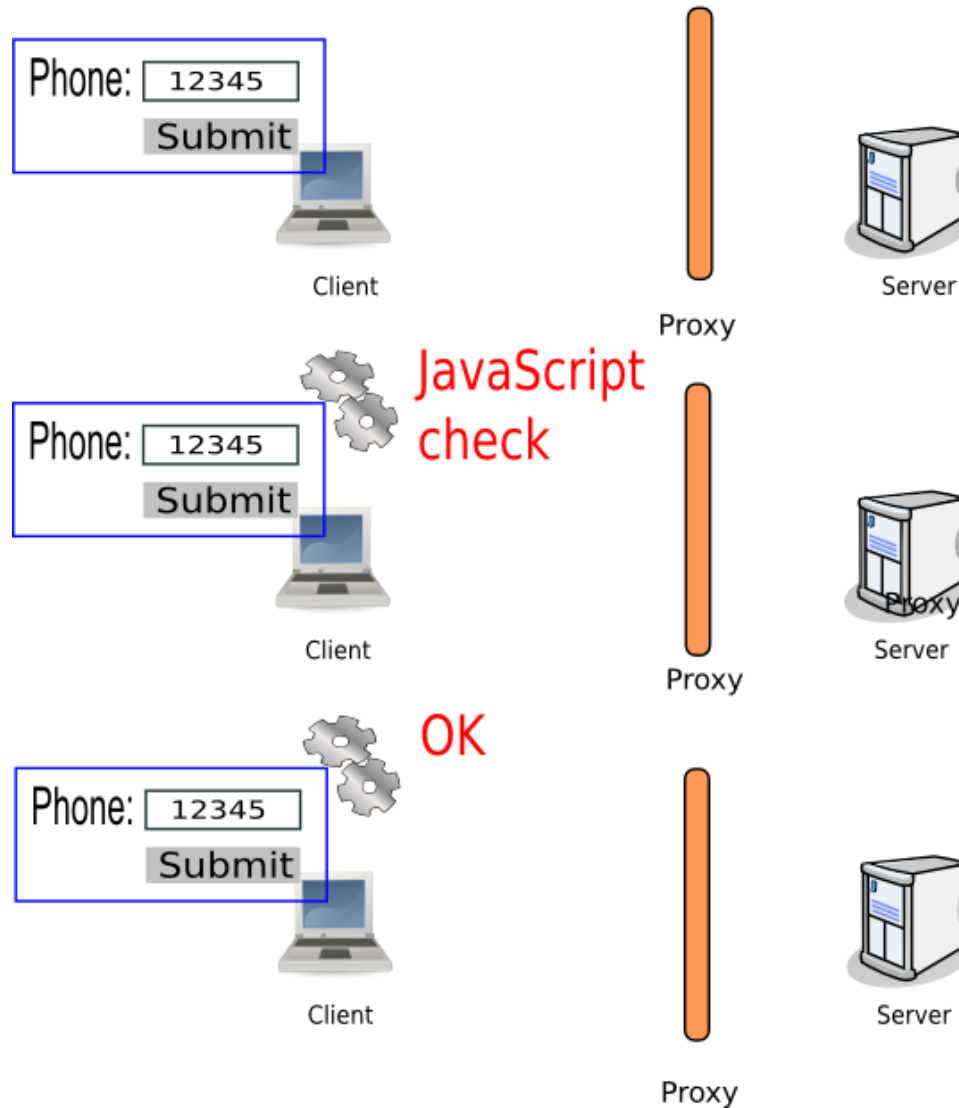 Phone: 12345
Submit
Client
Server
Proxy
JavaScript
check
Phone: 12345
Submit
Proxy
Client
Server
Proxy
OK
Phone: 12345
Submit
Client
Server
Proxy